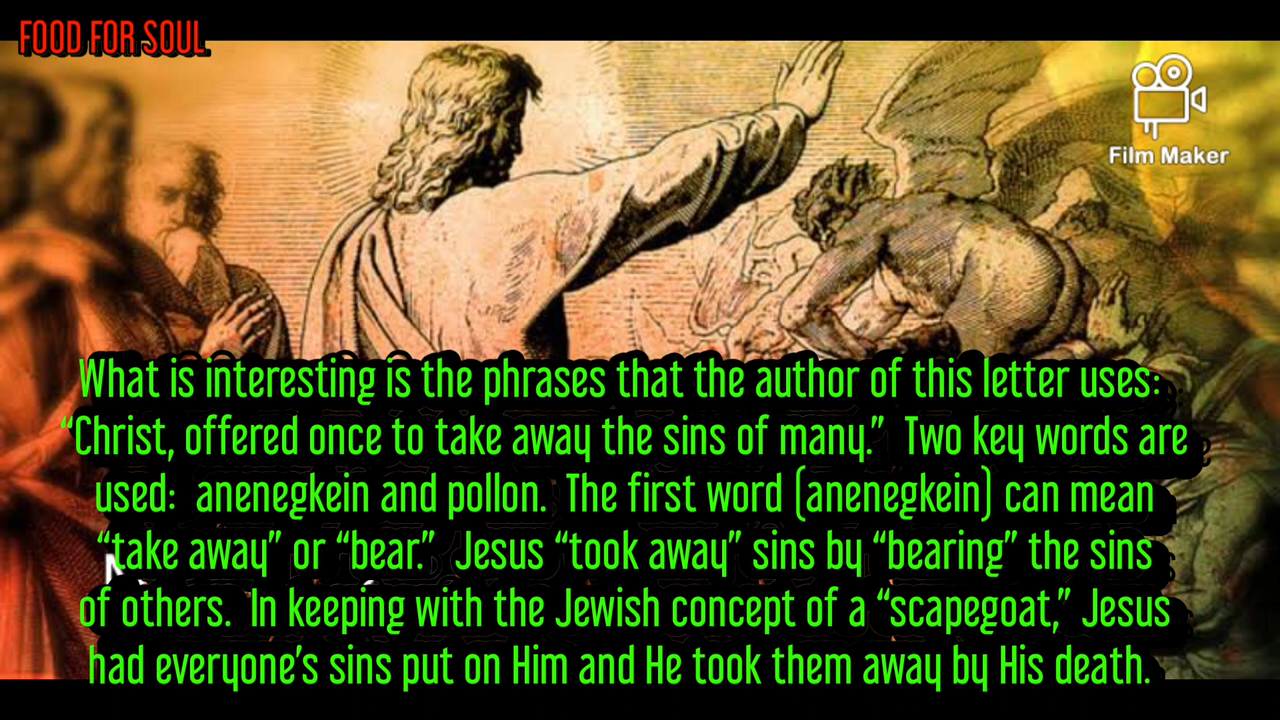 FOOD FOR SOUL
Film Maker
What is interesting is the phrases that the author of this letter uses:
“Christ, offered once to take away the sins of many.”  Two key words are
used:  anenegkein and pollon.  The first word (anenegkein) can mean
“take away” or “bear.”  Jesus “took away” sins by “bearing” the sins
of others.  In keeping with the Jewish concept of a “scapegoat,” Jesus
had everyone’s sins put on Him and He took them away by His death.